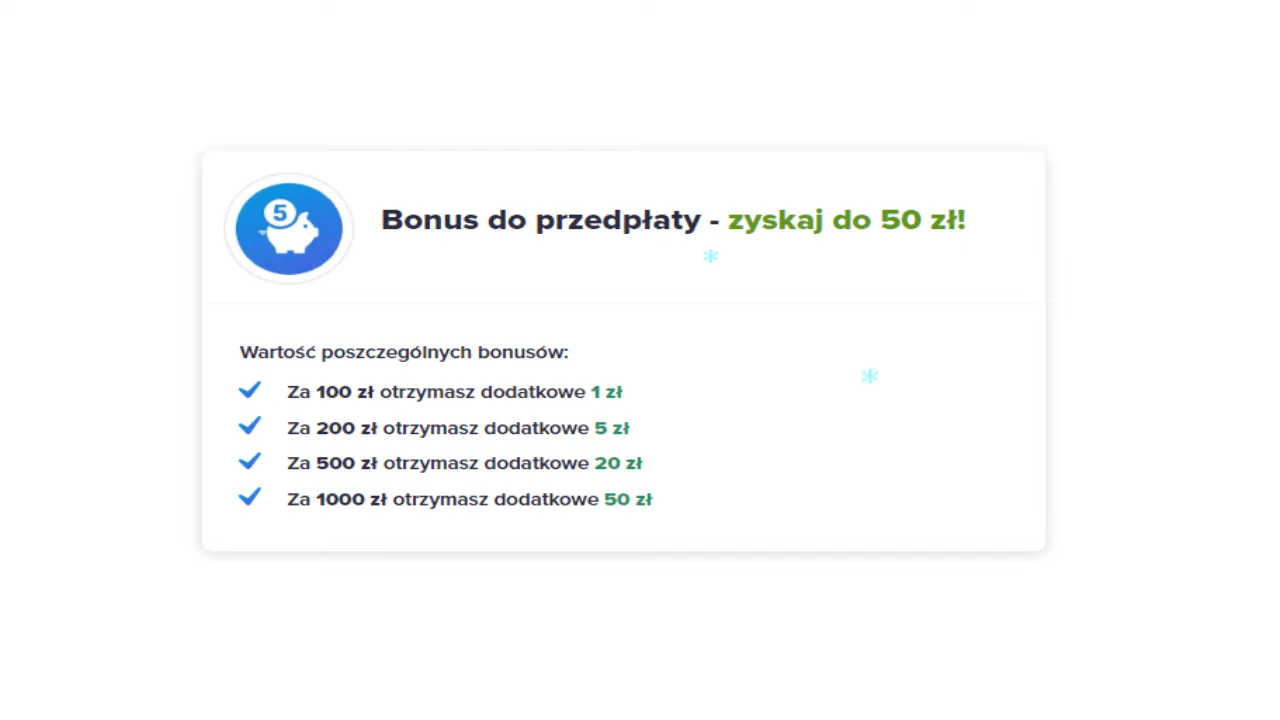 5
Bonus do przedpłaty - zyskaj do 50 zł!
Wartość poszczególnych bonusów:
Za 100 zł otrzymasz dodatkowe 1 zł
Za 200 zł otrzymasz dodatkowe 5 zł
Za 500 zł otrzymasz dodatkowe 20 zł
Za 1000 zł otrzymasz dodatkowe 50 zł